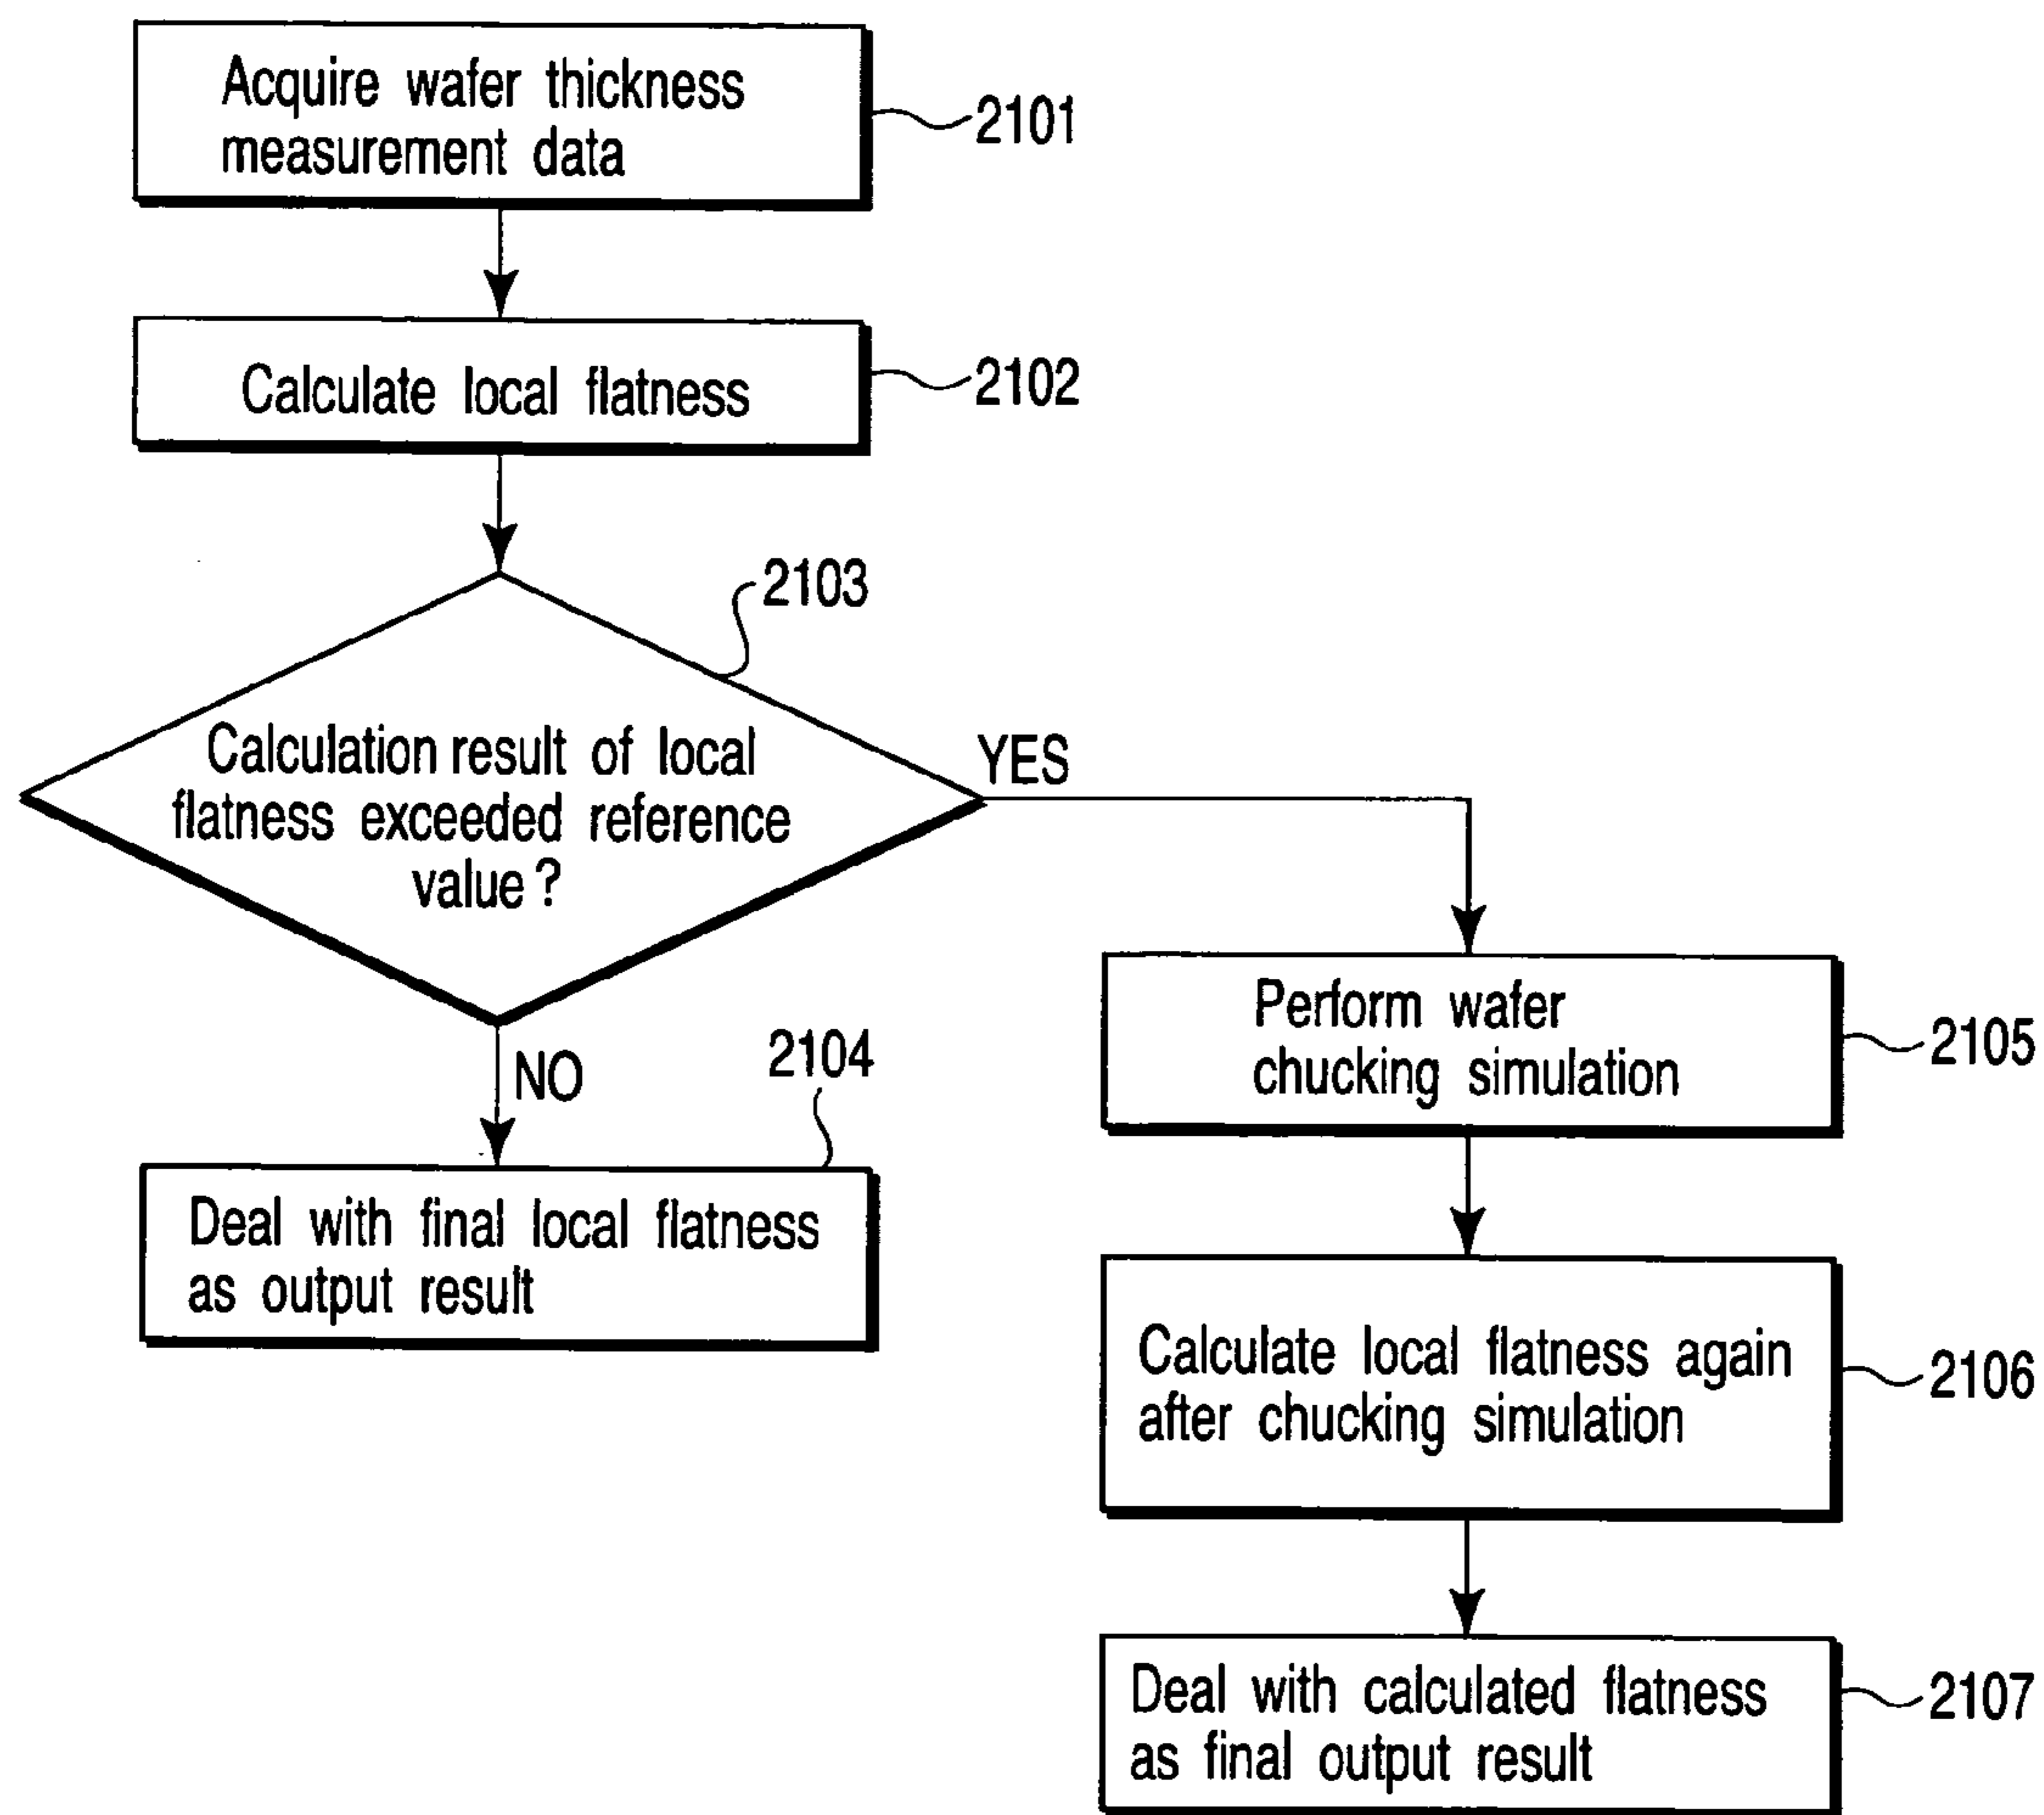 Acquire wafer thickness
measurement data
2101
Calculate local flatness
2102
2103
Calculation result of local
flatness exceeded reference
value?
YES
NO
2104
Deal with final local flatness
as output result
Perform wafer
chucking simulation
2105
Calculate local flatness again
after chucking simulation
2106
Deal with calculated flatness
as final output result
2107